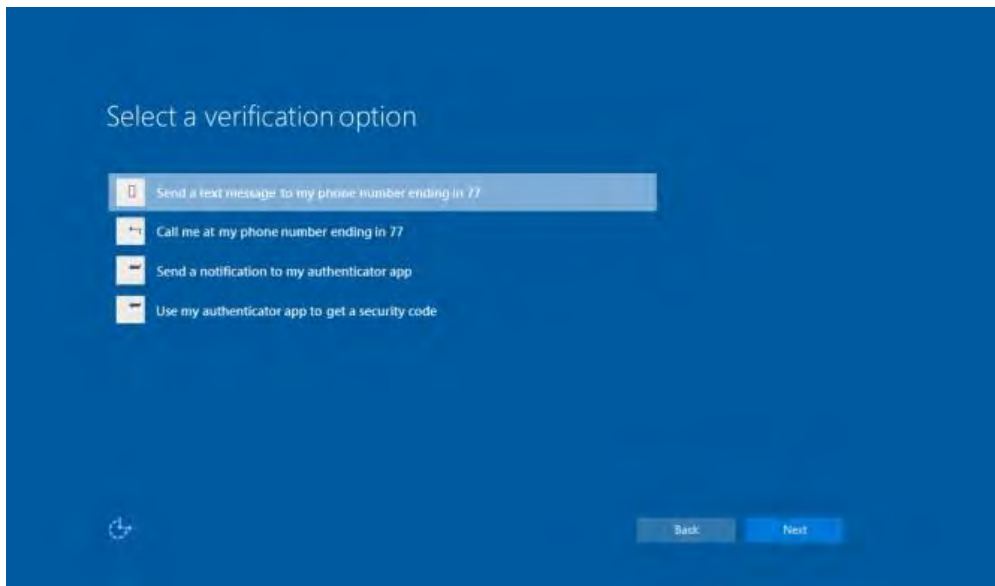 Select a verification option
Send a text message to my phone number ending in 77
Call me at my phone number ending in 77
Send a notification to my authenticator app
Use my authenticator app to get a security code
Back
Next